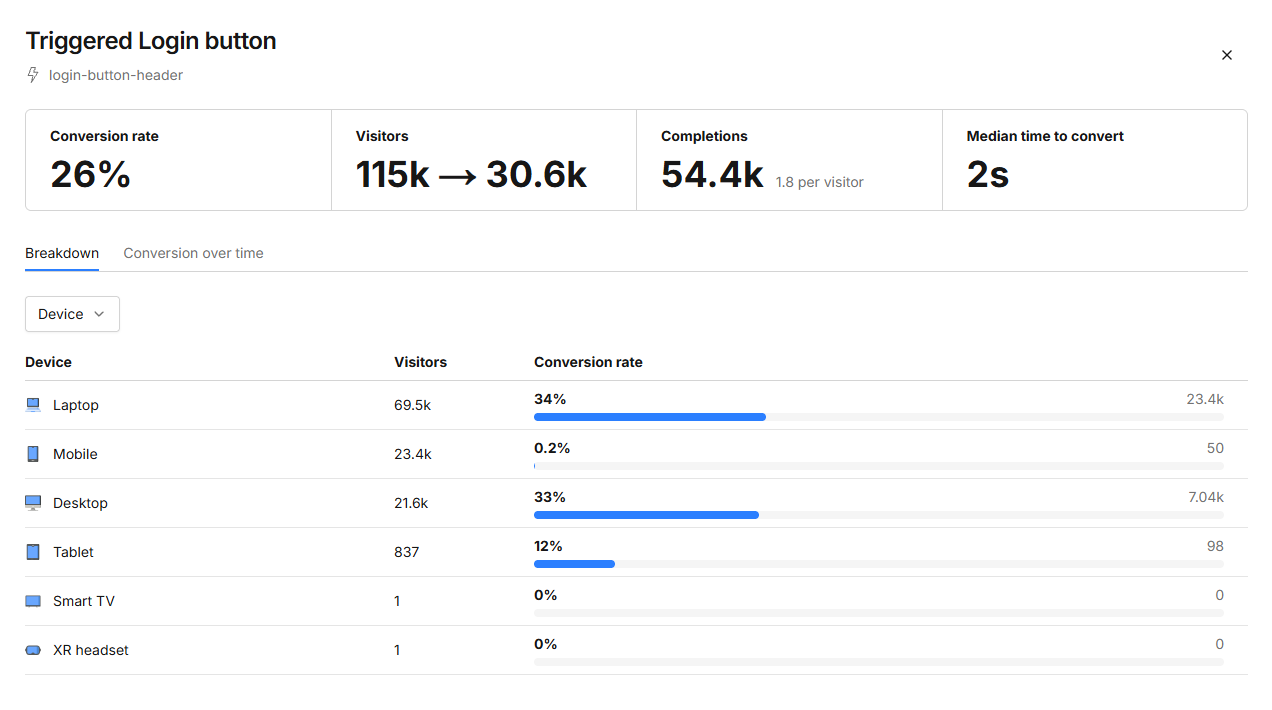 Triggered Login button
login-button-header
Conversion rate
26%
Visitors
115k → 30.6k
Completions
54.4k 1.8 per visitor
Median time to convert
2s
Breakdown Conversion over time
Device
Device Visitors Conversion rate
Laptop 69.5k 34% 23.4k
Mobile 23.4k 0.2% 50
Desktop 21.6k 33% 7.04k
Tablet 837 12% 98
Smart TV 1 0% 0
XR headset 1 0% 0